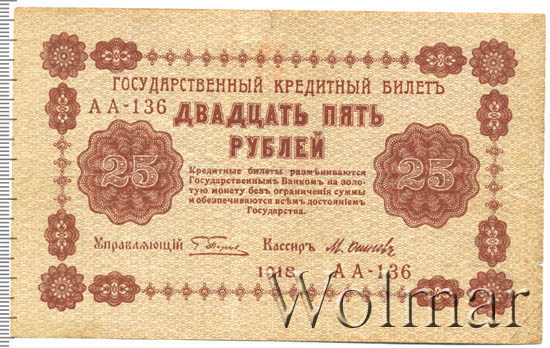 ГОСУДАРСТВЕННЫЙ КРЕДИТНЫЙ БИЛЕТЪ
АА-136
ДВАДЦАТЬ ПЯТЬ
РУБЛЕЙ
25
25
Кредитные билеты размѣниваются
Государственнымъ Банкомъ на золо-
тую монету безъ ограниченія суммы
и обезпечиваются всѣмъ достояніемъ
Государства.
Управляющій
Кассиръ
1918
АА-136
Wolmar